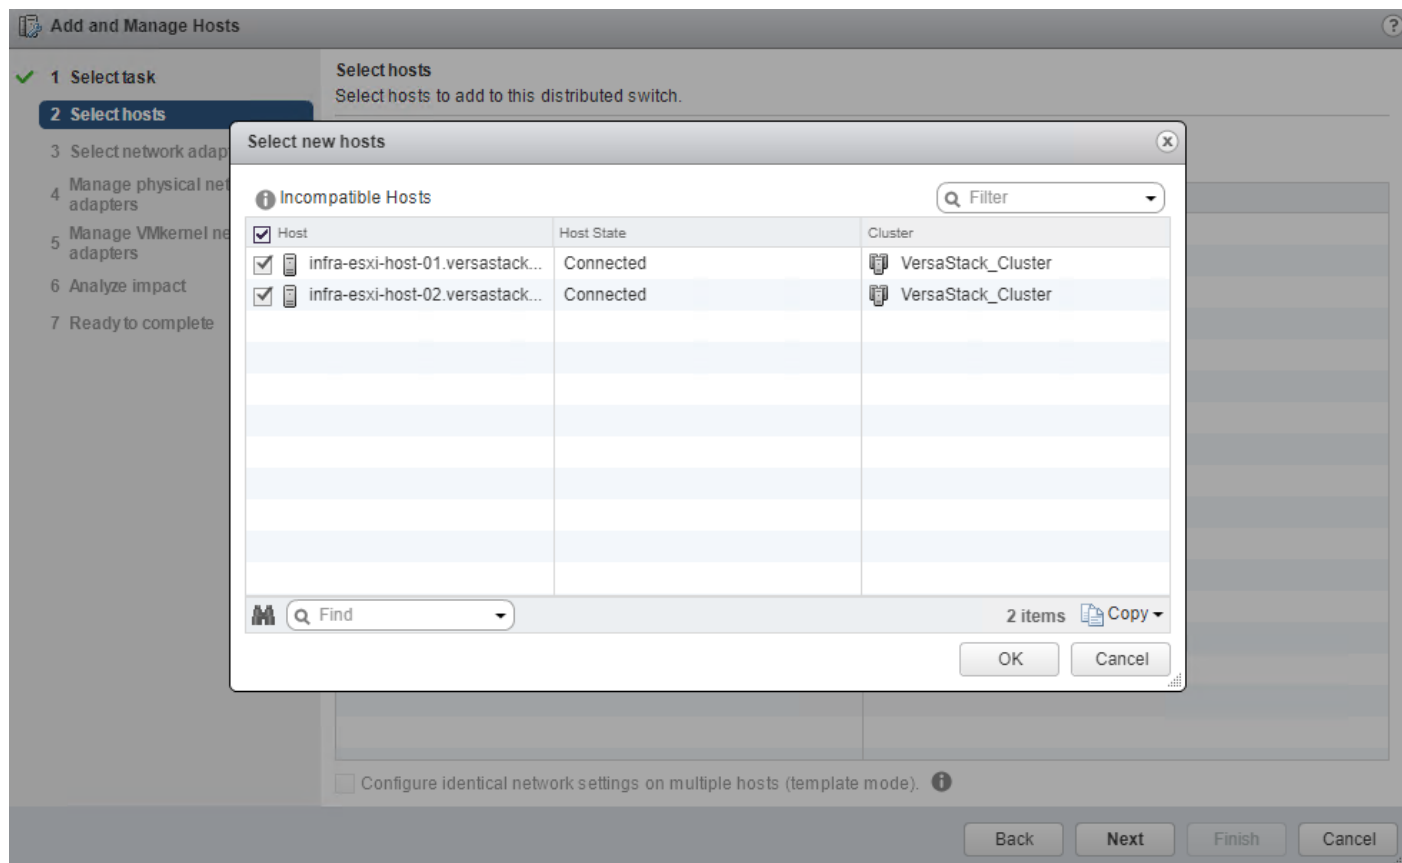 Add and Manage Hosts
?
1 Select task
2 Select hosts
3 Select network adap
4 Manage physical net
adapters
5 Manage VMkernel ne
adapters
6 Analyze impact
7 Ready to complete
Select hosts
Select hosts to add to this distributed switch.
Select new hosts
Incompatible Hosts
Filter
Host Host State Cluster
infra-esxi-host-01.versastack... Connected VersaStack_Cluster
infra-esxi-host-02.versastack... Connected VersaStack_Cluster
Find
2 items Copy
OK Cancel
Configure identical network settings on multiple hosts (template mode).
Back Next Finish Cancel